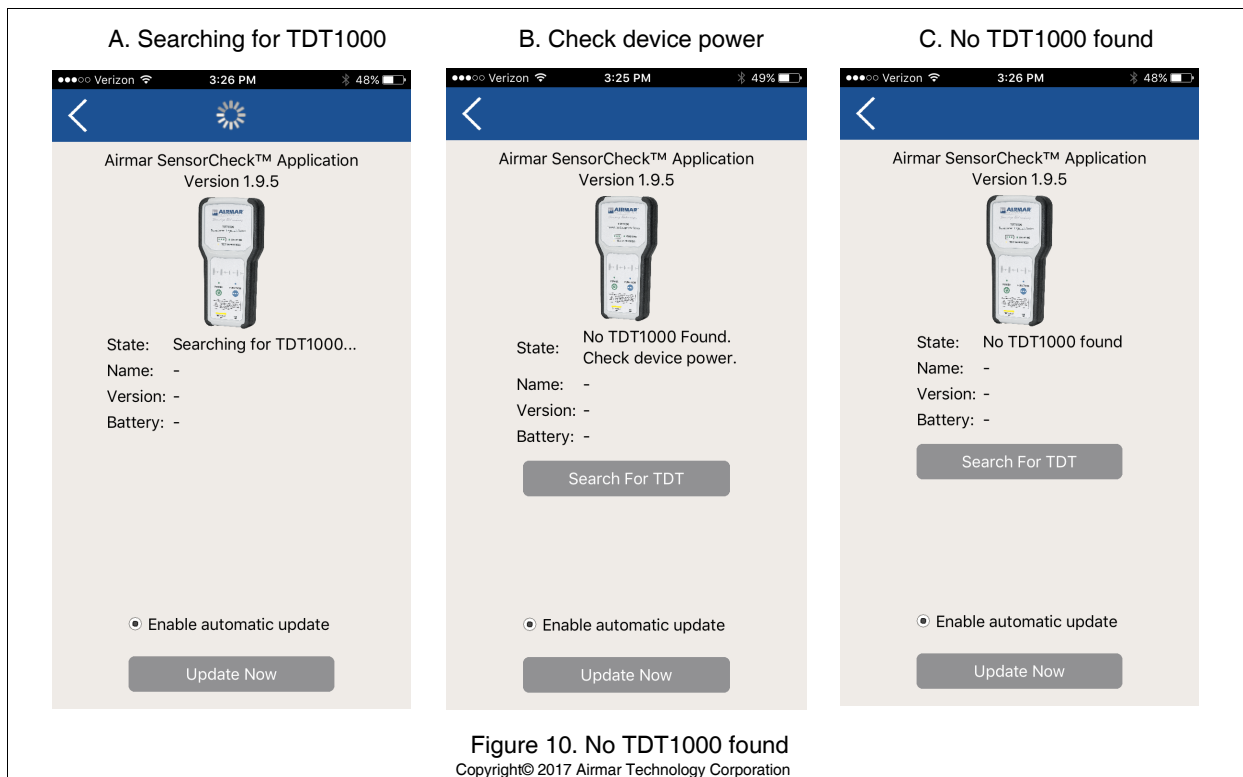 A. Searching for TDT1000
Verizon 3:26 PM 48%
Airmar SensorCheck™ Application
Version 1.9.5
AIRMAR
State: Searching for TDT1000...
Name: -
Version: -
Battery: -
Enable automatic update
Update Now
B. Check device power
Verizon 3:25 PM 49%
Airmar SensorCheck™ Application
Version 1.9.5
AIRMAR
State: No TDT1000 Found.
Check device power.
Name: -
Version: -
Battery: -
Search For TDT
Enable automatic update
Update Now
C. No TDT1000 found
Verizon 3:26 PM 48%
Airmar SensorCheck™ Application
Version 1.9.5
AIRMAR
State: No TDT1000 found
Name: -
Version: -
Battery: -
Search For TDT
Enable automatic update
Update Now
Figure 10. No TDT1000 found
Copyright© 2017 Airmar Technology Corporation